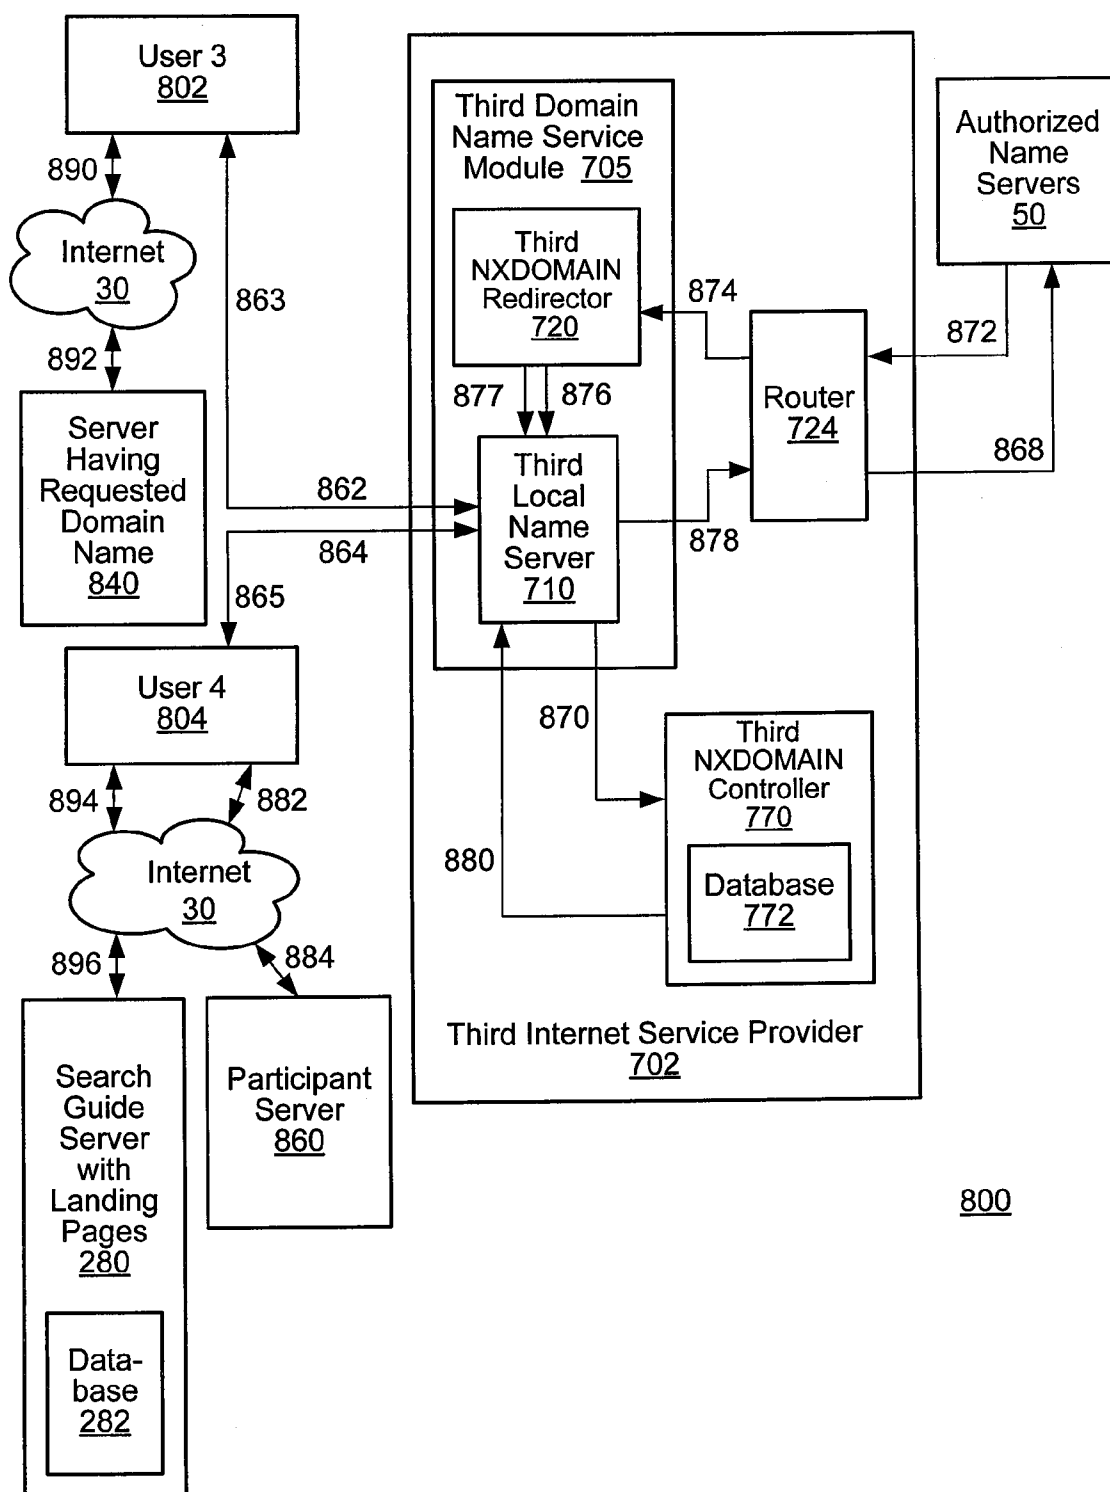 User 3
802
890
Internet
30
892
Server
Having
Requested
Domain
Name
840
863
862
864
865
User 4
804
894
882
Internet
30
896
884
Search
Guide
Server
with
Landing
Pages
280
Data-
base
282
Participant
Server
860
Third Domain
Name Service
Module 705
Third
NXDOMAIN
Redirector
720
877
876
Third
Local
Name
Server
710
874
878
Router
724
872
868
Authorized
Name
Servers
50
870
880
Third
NXDOMAIN
Controller
770
Database
772
Third Internet Service Provider
702
800